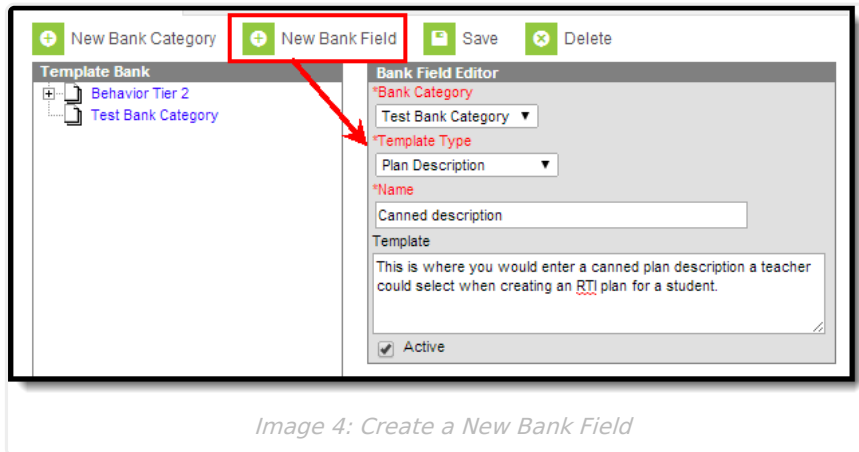 New Bank Category New Bank Field Save Delete
Template Bank
Behavior Tier 2
Test Bank Category
Bank Field Editor
*Bank Category
Test Bank Category
*Template Type
Plan Description
*Name
Canned description
Template
This is where you would enter a canned plan description a teacher
could select when creating an RTI plan for a student.
Active
Image 4: Create a New Bank Field